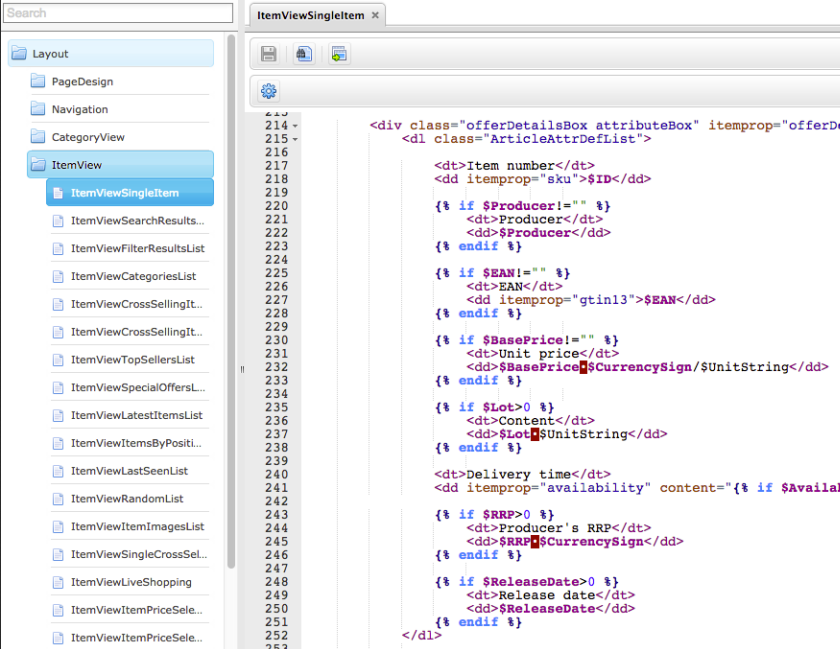 Search
Layout
PageDesign
Navigation
CategoryView
ItemView
ItemViewSingleItem
ItemViewSearchResults...
ItemViewFilterResultsList
ItemViewCategoriesList
ItemViewCrossSellingIt...
ItemViewCrossSellingIt...
ItemViewTopSellersList
ItemViewSpecialOffersL...
ItemViewLatestItemsList
ItemViewItemsByPositi...
ItemViewLastSeenList
ItemViewRandomList
ItemViewItemImagesList
ItemViewSingleCrossSel...
ItemViewLiveShopping
ItemViewItemPriceSele...
ItemViewItemPriceSele...
ItemViewSingleItem ×
213
214 <div class="offerDetailsBox attributeBox" itemprop="offerDe
215 <dl class="ArticleAttrDefList">
216
217 <dt>Item number</dt>
218 <dd itemprop="sku">$ID</dd>
219
220 {% if $Producer!="" %}
221 <dt>Producer</dt>
222 <dd>$Producer</dd>
223 {% endif %}
224
225 {% if $EAN!="" %}
226 <dt>EAN</dt>
227 <dd itemprop="gtin13">$EAN</dd>
228 {% endif %}
229
230 {% if $BasePrice!="" %}
231 <dt>Unit price</dt>
232 <dd>$BasePrice·$CurrencySign/$UnitString</dd>
233 {% endif %}
234
235 {% if $Lot>0 %}
236 <dt>Content</dt>
237 <dd>$Lot·$UnitString</dd>
238 {% endif %}
239
240 <dt>Delivery time</dt>
241 <dd itemprop="availability" content="{% if $Availa
242
243 {% if $RRP>0 %}
244 <dt>Producer's RRP</dt>
245 <dd>$RRP·$CurrencySign</dd>
246 {% endif %}
247
248 {% if $ReleaseDate>0 %}
249 <dt>Release date</dt>
250 <dd>$ReleaseDate</dd>
251 {% endif %}
252 </dl>
253